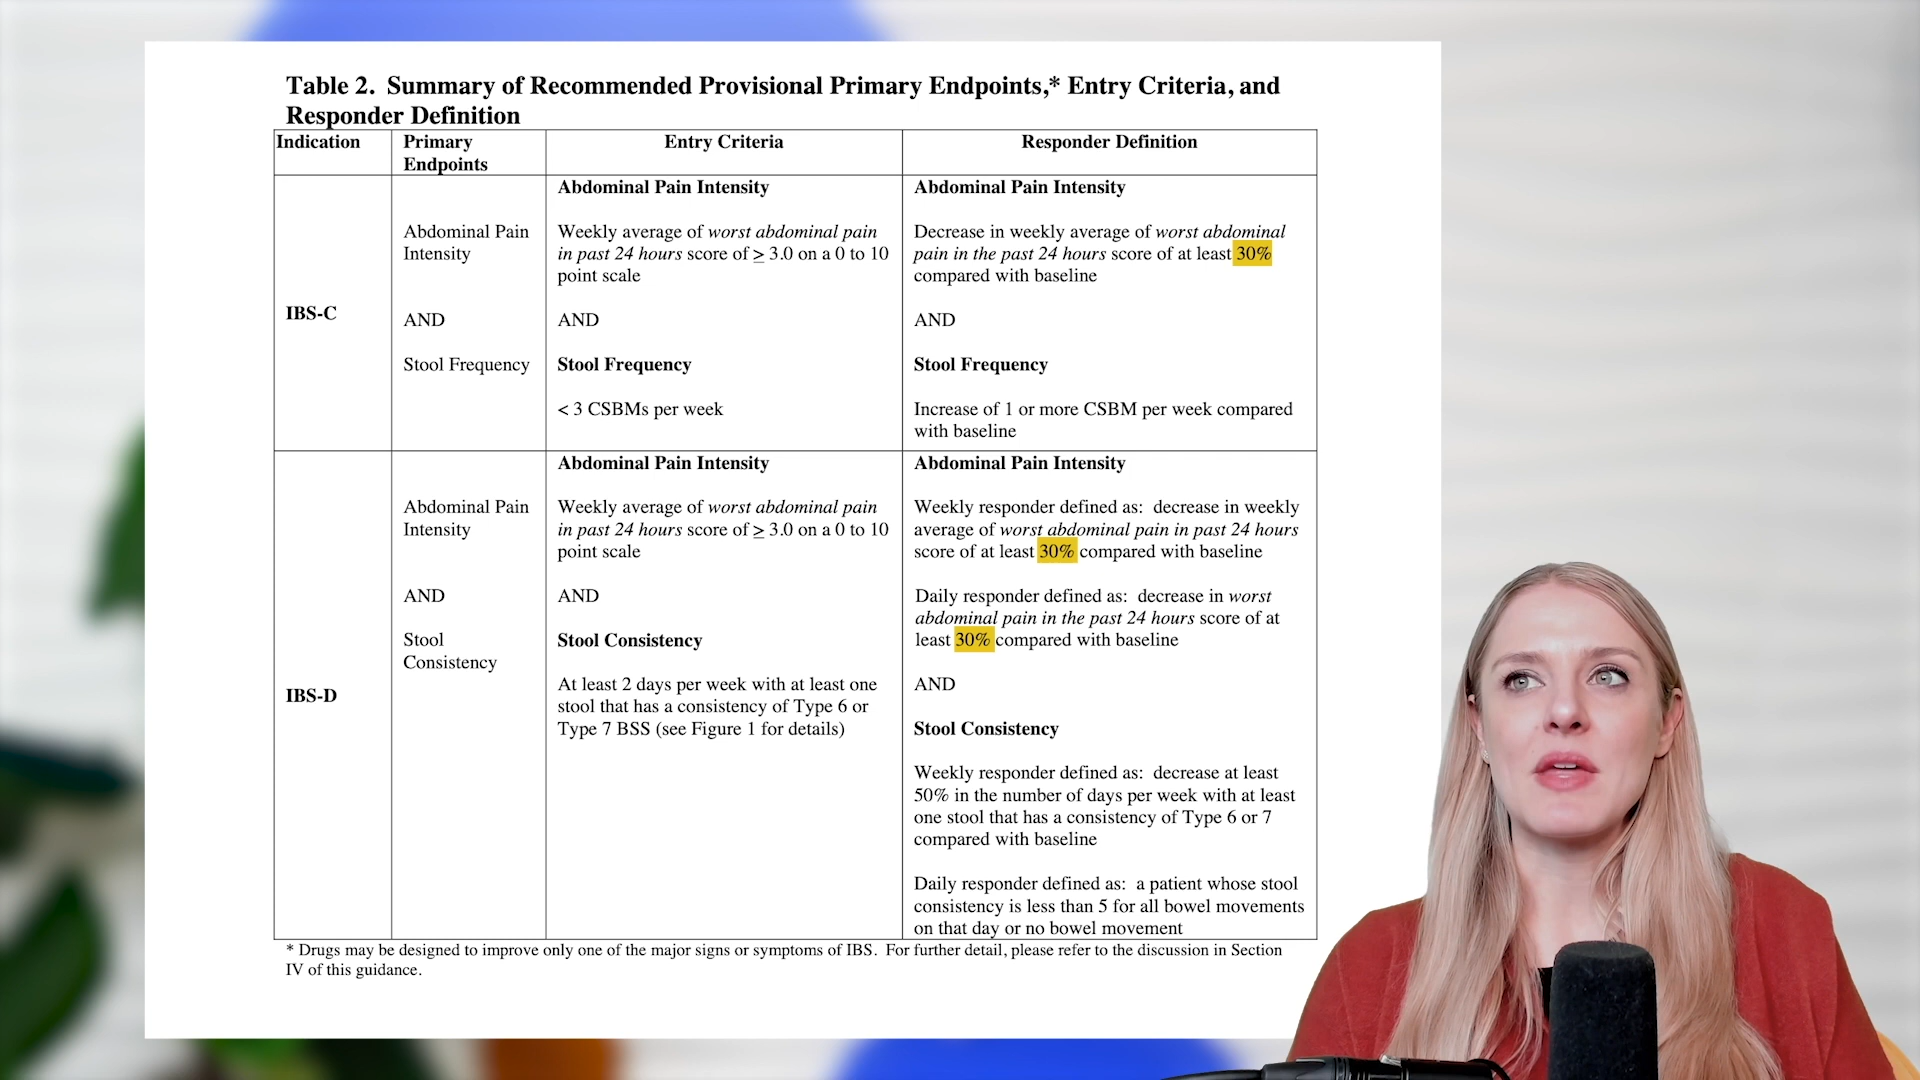 Table 2.  Summary of Recommended Provisional Primary Endpoints,* Entry Criteria, and
Responder Definition
Indication
Primary
Endpoints
Entry Criteria
Responder Definition
IBS-C
Abdominal Pain
Intensity
AND
Stool Frequency
Abdominal Pain Intensity
Weekly average of worst abdominal pain
in past 24 hours score of ≥ 3.0 on a 0 to 10
point scale
AND
Stool Frequency
< 3 CSBMs per week
Abdominal Pain Intensity
Decrease in weekly average of worst abdominal
pain in the past 24 hours score of at least 30%
compared with baseline
AND
Stool Frequency
Increase of 1 or more CSBM per week compared
with baseline
IBS-D
Abdominal Pain
Intensity
AND
Stool
Consistency
Abdominal Pain Intensity
Weekly average of worst abdominal pain
in past 24 hours score of ≥ 3.0 on a 0 to 10
point scale
AND
Stool Consistency
At least 2 days per week with at least one
stool that has a consistency of Type 6 or
Type 7 BSS (see Figure 1 for details)
Abdominal Pain Intensity
Weekly responder defined as:  decrease in weekly
average of worst abdominal pain in past 24 hours
score of at least 30% compared with baseline
Daily responder defined as:  decrease in worst
abdominal pain in the past 24 hours score of at
least 30% compared with baseline
AND
Stool Consistency
Weekly responder defined as:  decrease at least
50% in the number of days per week with at least
one stool that has a consistency of Type 6 or 7
compared with baseline
Daily responder defined as:  a patient whose stool
consistency is less than 5 for all bowel movements
on that day or no bowel movement
* Drugs may be designed to improve only one of the major signs or symptoms of IBS.  For further detail, please refer to the discussion in Section
IV of this guidance.